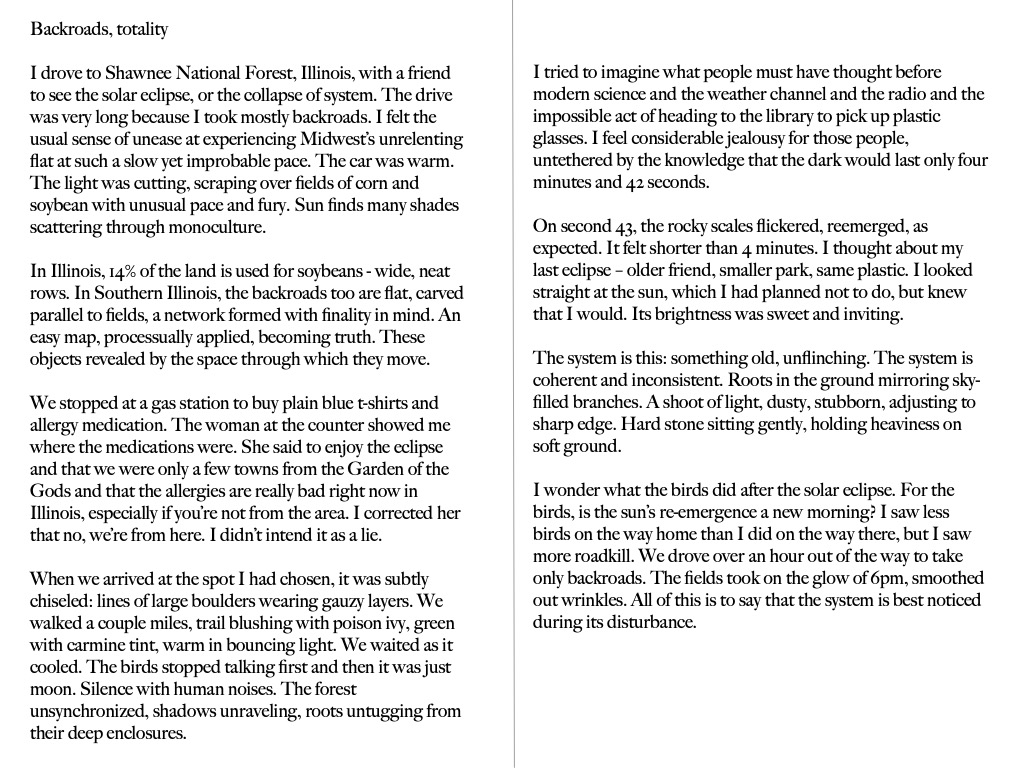 Backroads, totality
I drove to Shawnee National Forest, Illinois, with a friend
to see the solar eclipse, or the collapse of system. The drive
was very long because I took mostly backroads. I felt the
usual sense of unease at experiencing Midwest's unrelenting
flat at such a slow yet improbable pace. The car was warm.
The light was cutting, scraping over fields of corn and
soybean with unusual pace and fury. Sun finds many shades
scattering through monoculture.
In Illinois, 14% of the land is used for soybeans - wide, neat
rows. In Southern Illinois, the backroads too are flat, carved
parallel to fields, a network formed with finality in mind. An
easy map, processually applied, becoming truth. These
objects revealed by the space through which they move.
We stopped at a gas station to buy plain blue t-shirts and
allergy medication. The woman at the counter showed me
where the medications were. She said to enjoy the eclipse
and that we were only a few towns from the Garden of the
Gods and that the allergies are really bad right now in
Illinois, especially if you're not from the area. I corrected her
that no, we're from here. I didn't intend it as a lie.
When we arrived at the spot I had chosen, it was subtly
chiseled: lines of large boulders wearing gauzy layers. We
walked a couple miles, trail blushing with poison ivy, green
with carmine tint, warm in bouncing light. We waited as it
cooled. The birds stopped talking first and then it was just
moon. Silence with human noises. The forest
unsynchronized, shadows unraveling, roots untugging from
their deep enclosures.
I tried to imagine what people must have thought before
modern science and the weather channel and the radio and the
impossible act of heading to the library to pick up plastic
glasses. I feel considerable jealousy for those people,
untethered by the knowledge that the dark would last only four
minutes and 42 seconds.
On second 43, the rocky scales flickered, reemerged, as
expected. It felt shorter than 4 minutes. I thought about my
last eclipse – older friend, smaller park, same plastic. I looked
straight at the sun, which I had planned not to do, but knew
that I would. Its brightness was sweet and inviting.
The system is this: something old, unflinching. The system is
coherent and inconsistent. Roots in the ground mirroring sky-
filled branches. A shoot of light, dusty, stubborn, adjusting to
sharp edge. Hard stone sitting gently, holding heaviness on
soft ground.
I wonder what the birds did after the solar eclipse. For the
birds, is the sun's re-emergence a new morning? I saw less
birds on the way home than I did on the way there, but I saw
more roadkill. We drove over an hour out of the way to take
only backroads. The fields took on the glow of 6pm, smoothed
out wrinkles. All of this is to say that the system is best noticed
during its disturbance.